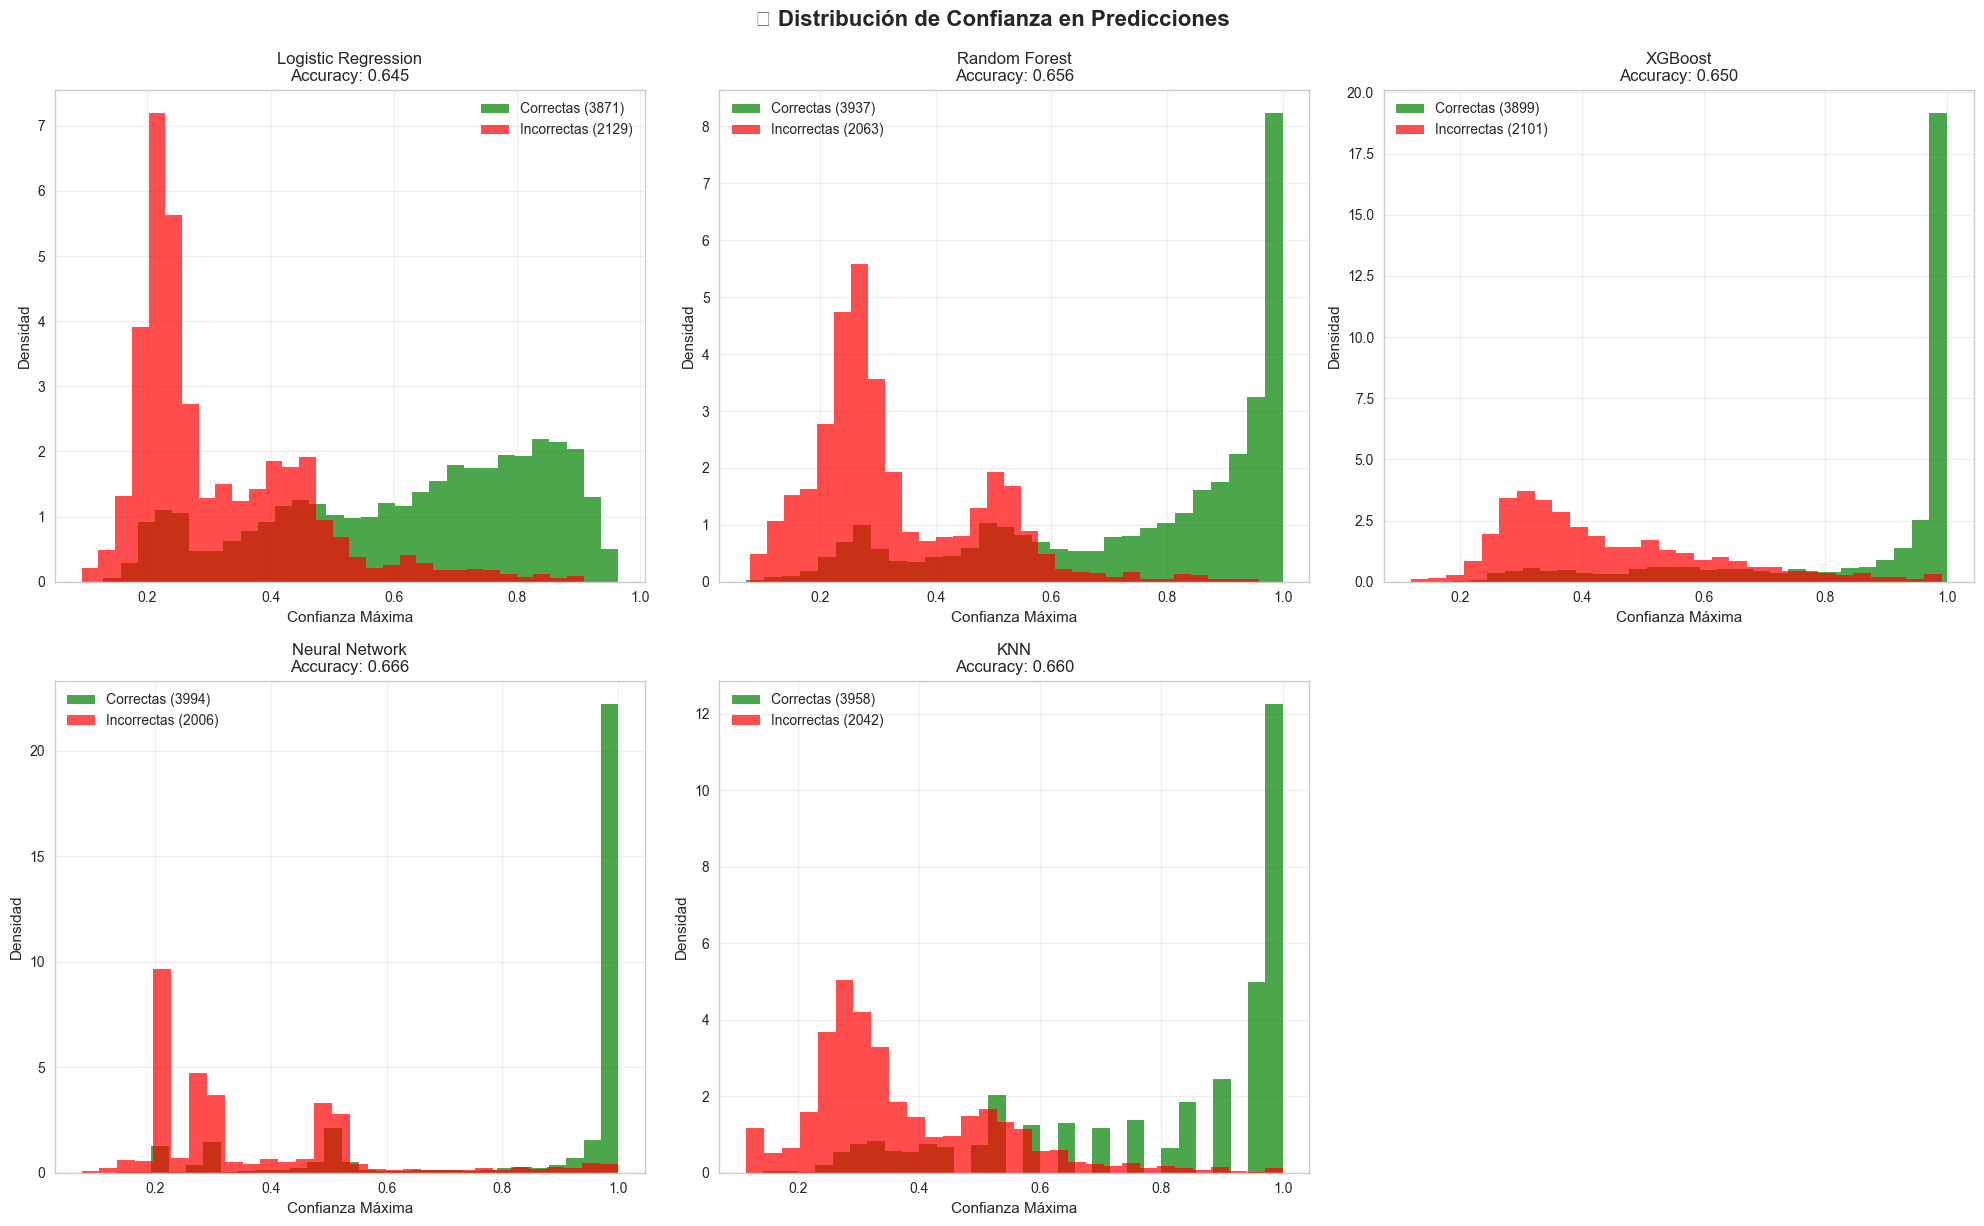 Distribución de Confianza en Predicciones
Logistic Regression
Accuracy: 0.645
Correctas (3871)
Incorrectas (2129)
Densidad
7
6
5
4
3
2
1
0
0.2 0.4 0.6 0.8 1.0
Confianza Máxima
Random Forest
Accuracy: 0.656
Correctas (3937)
Incorrectas (2063)
Densidad
8
7
6
5
4
3
2
1
0
0.2 0.4 0.6 0.8 1.0
Confianza Máxima
XGBoost
Accuracy: 0.650
Correctas (3899)
Incorrectas (2101)
Densidad
20.0
17.5
15.0
12.5
10.0
7.5
5.0
2.5
0.0
0.2 0.4 0.6 0.8 1.0
Confianza Máxima
Neural Network
Accuracy: 0.666
Correctas (3994)
Incorrectas (2006)
Densidad
20
15
10
5
0
0.2 0.4 0.6 0.8 1.0
Confianza Máxima
KNN
Accuracy: 0.660
Correctas (3958)
Incorrectas (2042)
Densidad
12
10
8
6
4
2
0
0.2 0.4 0.6 0.8 1.0
Confianza Máxima